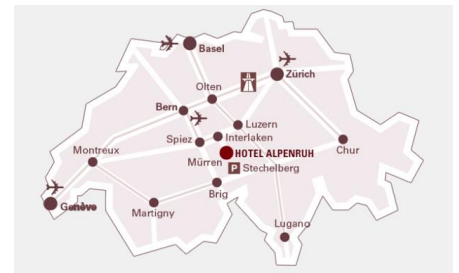 Basel
Zürich
Olten
Bern
Luzern
Spiez
Interlaken
Montreux
HOTEL ALPENRUH
Chur
Mürren
P Stechelberg
Brig
Genève
Martigny
Lugano